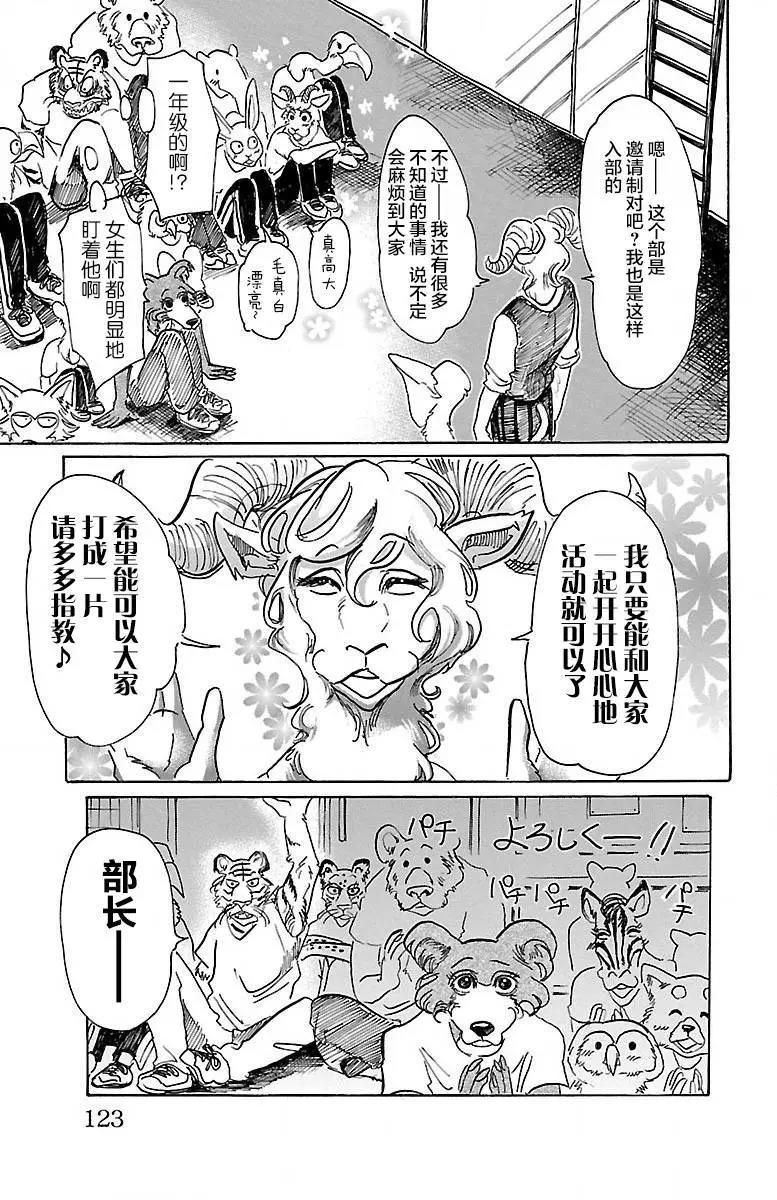 嗯——这个部是
邀请制对吧？我也是这样
入部的
不过——我还有很多
不知道的事情 说不定
会麻烦到大家
一年级的啊!?
真高大
毛真白
漂亮~
女生们都明显地
盯着他啊
我只要能和大家
一起开开心心地
活动就可以了
希望能可以大家
打成一片
请多多指教♪
よろしくー!!
パチ
パチ
パチ
パチ
部长——
123